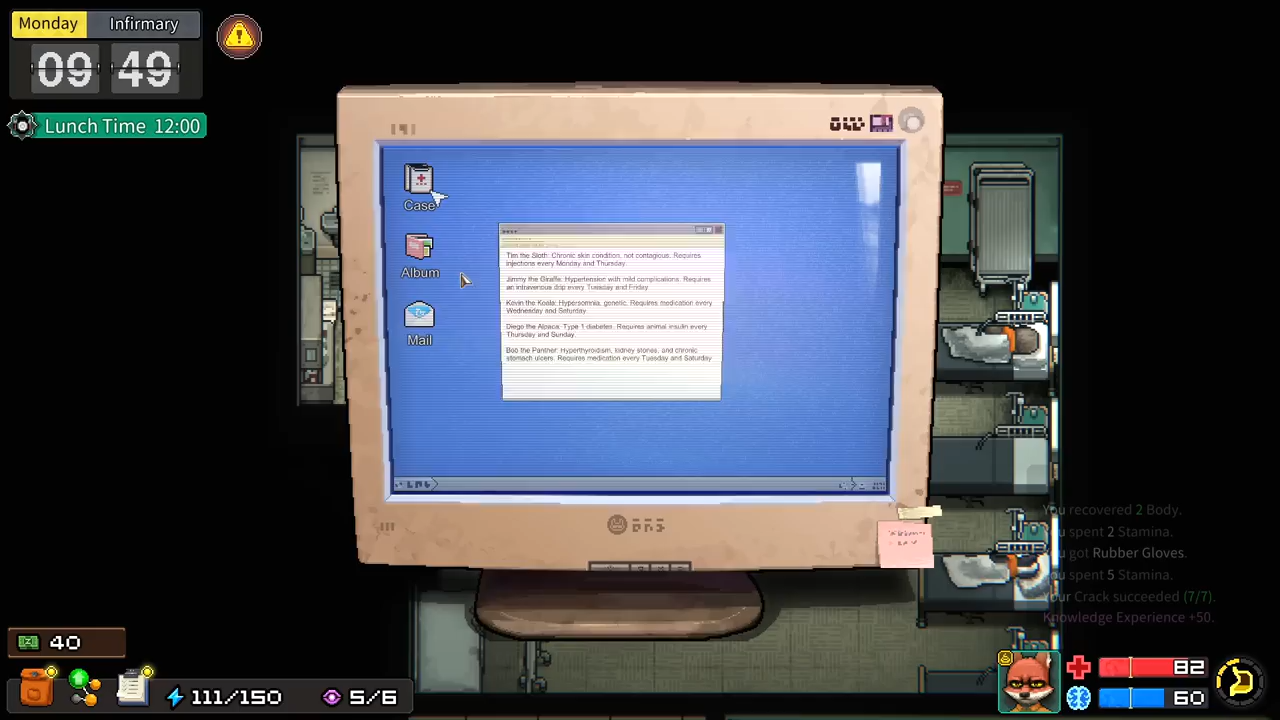 Monday Infirmary
09 49
Lunch Time 12:00
Case
Album
Mail
Tim the Sloth: Chronic skin condition, not contagious. Requires
injections every Monday and Thursday.
Jimmy the Giraffe: Hypertension with mild complications. Requires
an intravenous drip every Tuesday and Friday
Kevin the Koala: Hypersomnia, generic. Requires medication every
Wednesday and Saturday.
Diego the Alpaca: Type 1 diabetes. Requires animal insulin every
Thursday and Sunday.
Bob the Panther: Hyperthyroidism, kidney stones, and chronic
stomach ulcers. Requires medication every Tuesday and Saturday
You recovered 2 Body.
You spent 2 Stamina.
You got Rubber Gloves.
You spent 5 Stamina.
Your Crack succeeded (7/7).
Knowledge Experience +50.
40
111/150
5/6
82
60